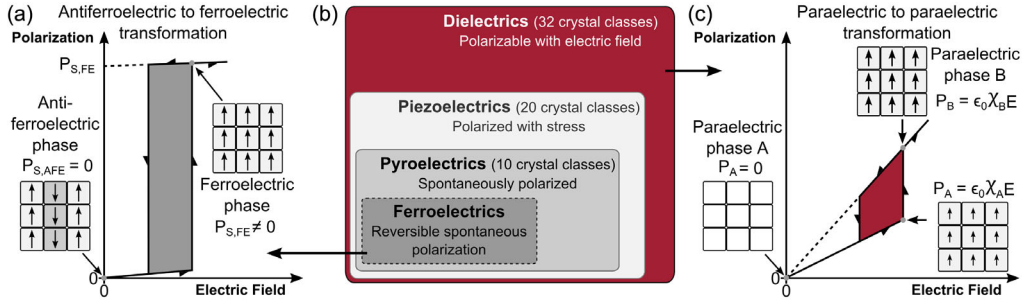 (a)
Antiferroelectric to ferroelectric
transformation
Polarization
P_S,FE
Anti-
ferroelectric
phase
P_S,AFE = 0
Ferroelectric
phase
P_S,FE ≠ 0
0
0
Electric Field
(b)
Dielectrics (32 crystal classes)
Polarizable with electric field
Piezoelectrics (20 crystal classes)
Polarized with stress
Pyroelectrics (10 crystal classes)
Spontaneously polarized
Ferroelectrics
Reversible spontaneous
polarization
(c)
Paraelectric to paraelectric
transformation
Polarization
Paraelectric
phase B
P_B = ϵ₀χ_BE
Paraelectric
phase A
P_A = 0
P_A = ϵ₀χ_AE
0
0
Electric Field